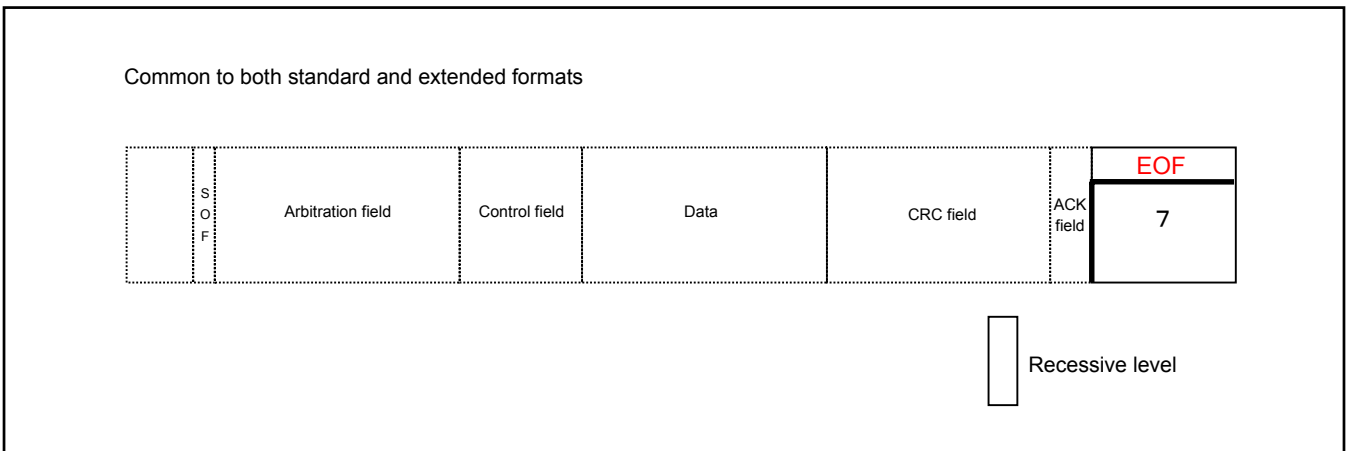 Common to both standard and extended formats
EOF
S
O
F
Arbitration field
Control field
Data
CRC field
ACK
field
7
Recessive level